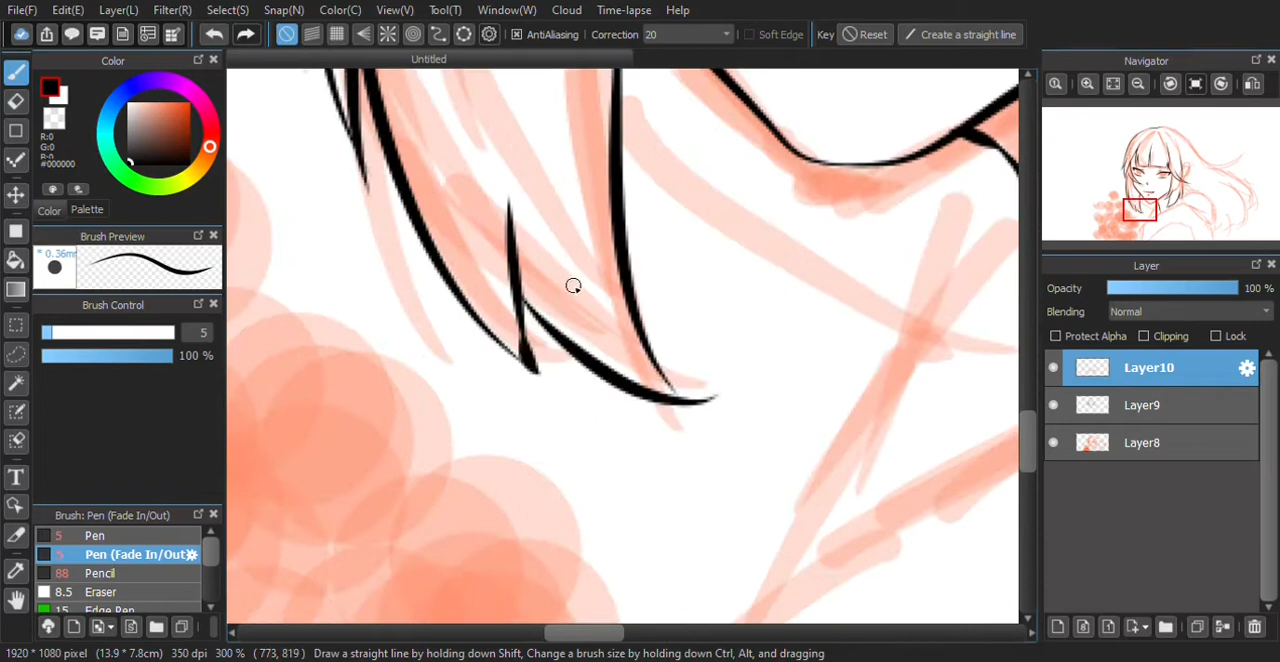 File(F) Edit(E) Layer(L) Filter(R) Select(S) Snap(N) Color(C) View(V) Tool(T) Window(W) Cloud Time-lapse Help
AntiAliasing Correction 20 Soft Edge Key Reset Create a straight line
Color
Untitled
Navigator
R:0
G:0
#000000
Color Palette
Brush Preview
* 0.36m
Brush Control
5
100 %
Layer
Opacity 100 %
Blending Normal
Protect Alpha Clipping Lock
Layer10
Layer9
Layer8
Brush: Pen (Fade In/Out)
5 Pen
5 Pen (Fade In/Out
88 Pencil
8.5 Eraser
15 Edge Pen
1920 * 1080 pixel (13.9 * 7.8cm) 350 dpi 300 % ( 773, 819 ) Draw a straight line by holding down Shift, Change a brush size by holding down Ctrl, Alt, and dragging